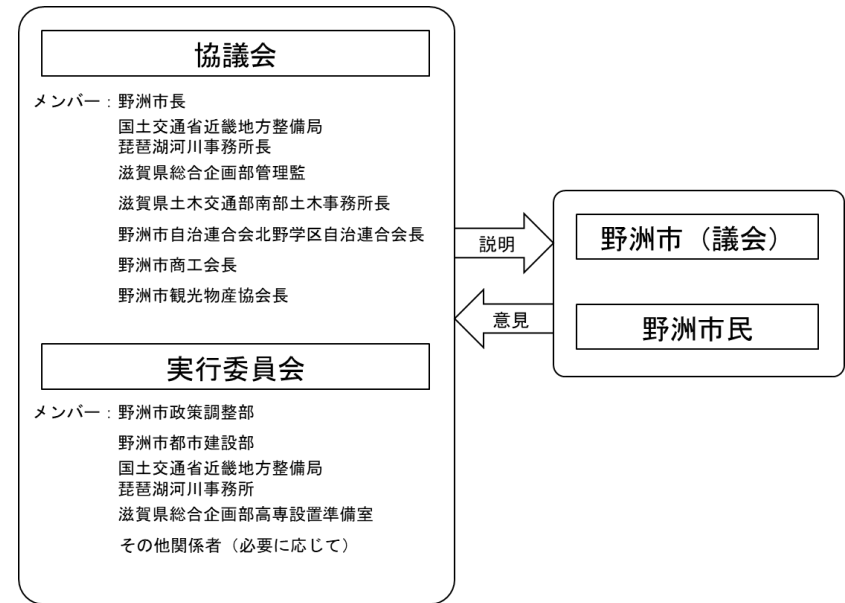 協議会
メンバー：野洲市長
国土交通省近畿地方整備局
琵琶湖河川事務所長
滋賀県総合企画部管理監
滋賀県土木交通部南部土木事務所長
野洲市自治連合会北野学区自治連合会長
野洲市商工会長
野洲市観光物産協会長
実行委員会
メンバー：野洲市政策調整部
野洲市都市建設部
国土交通省近畿地方整備局
琵琶湖河川事務所
滋賀県総合企画部高専設置準備室
その他関係者（必要に応じて）
説明
意見
野洲市（議会）
野洲市民